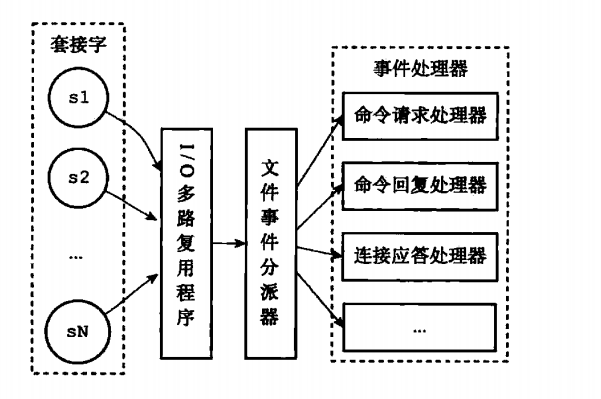 套接字
s1
s2
...
sN
I/O多路复用程序
文件事件分派器
事件处理器
命令请求处理器
命令回复处理器
连接应答处理器
...